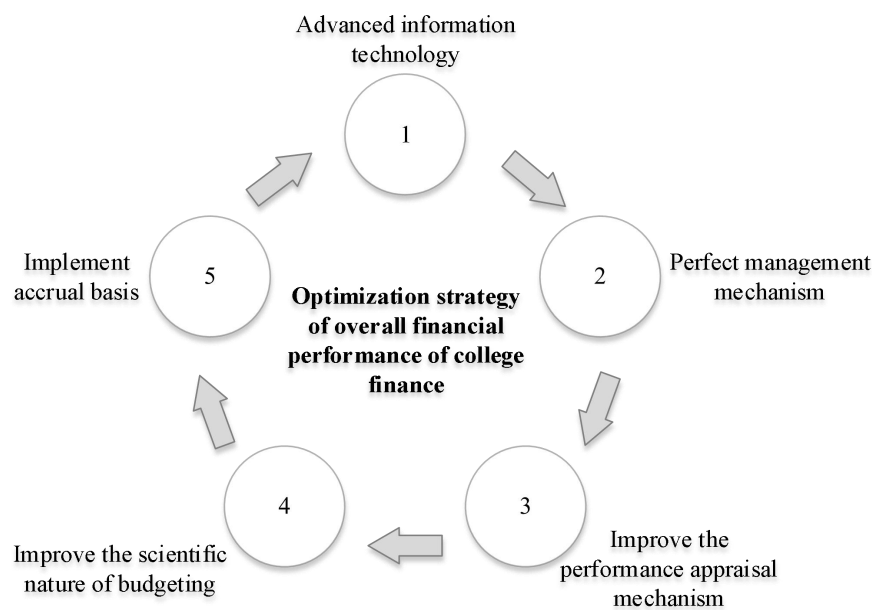 Advanced information
technology
1
2
Perfect management
mechanism
3
Improve the
performance appraisal
mechanism
4
Improve the scientific
nature of budgeting
5
Implement
accrual basis
Optimization strategy
of overall financial
performance of college
finance